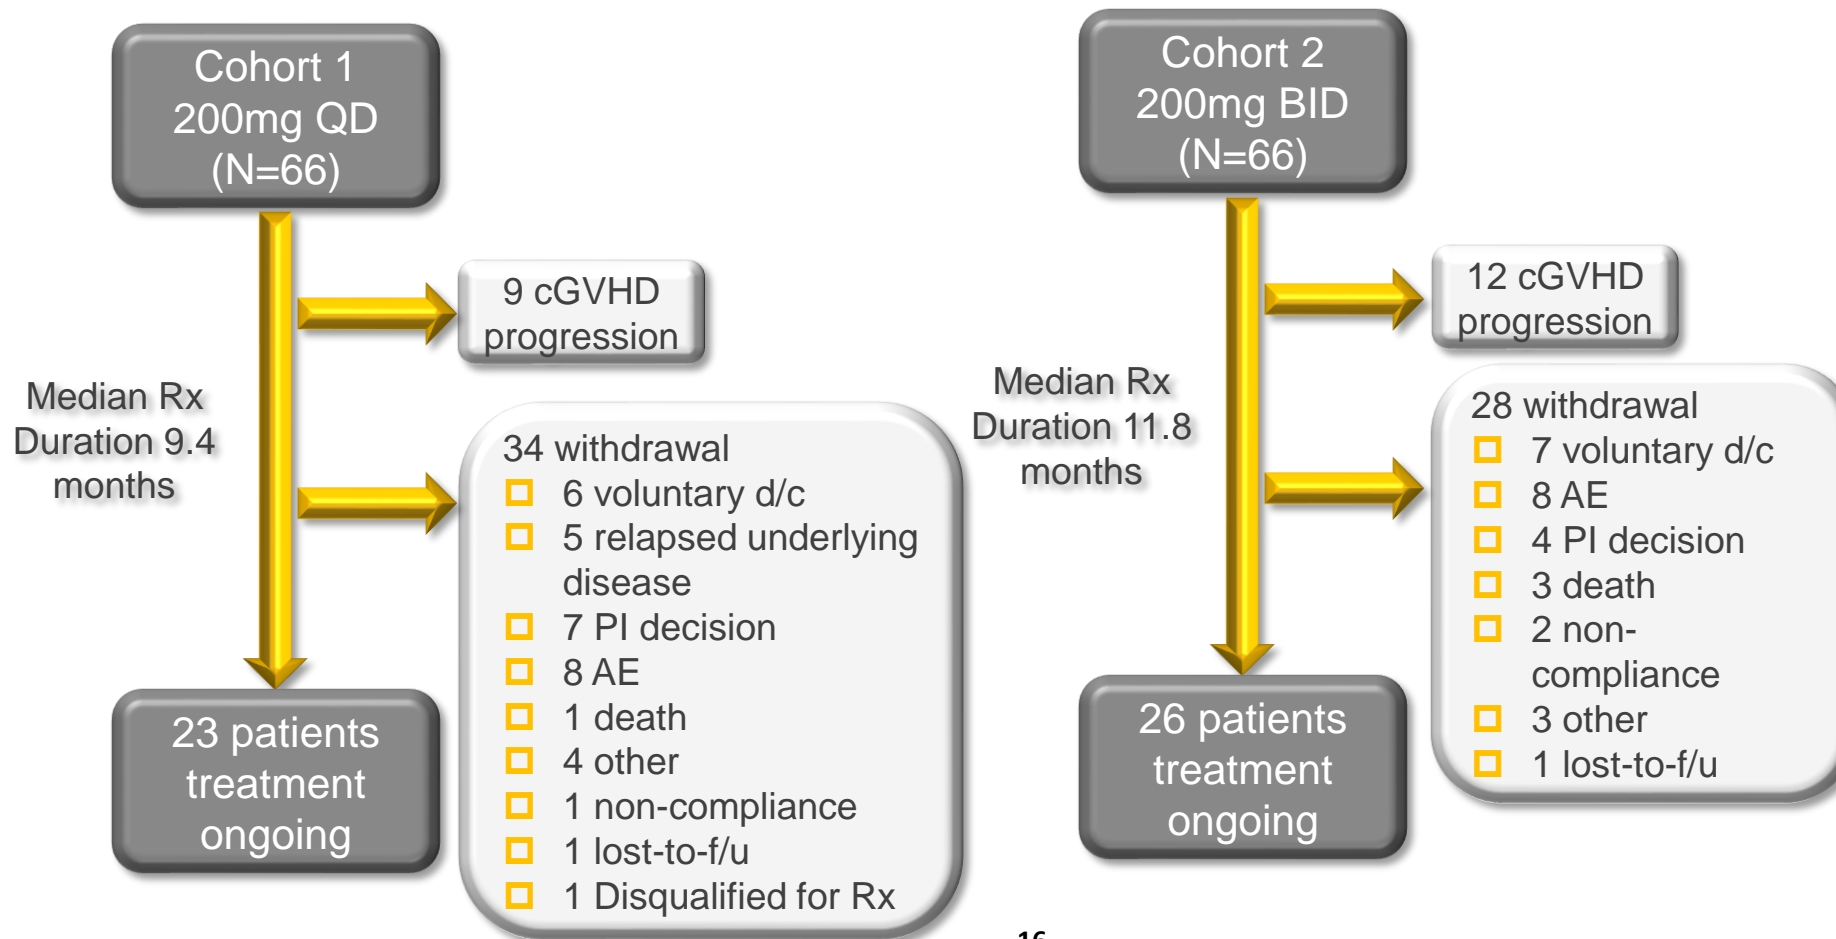 Cohort 1
200mg QD
(N=66)
9 cGVHD
progression
Median Rx
Duration 9.4
months
34 withdrawal
6 voluntary d/c
5 relapsed underlying
disease
7 PI decision
8 AE
1 death
4 other
1 non-compliance
1 lost-to-f/u
1 Disqualified for Rx
23 patients
treatment
ongoing
Cohort 2
200mg BID
(N=66)
12 cGVHD
progression
Median Rx
Duration 11.8
months
28 withdrawal
7 voluntary d/c
8 AE
4 PI decision
3 death
2 non-
compliance
3 other
1 lost-to-f/u
26 patients
treatment
ongoing
16